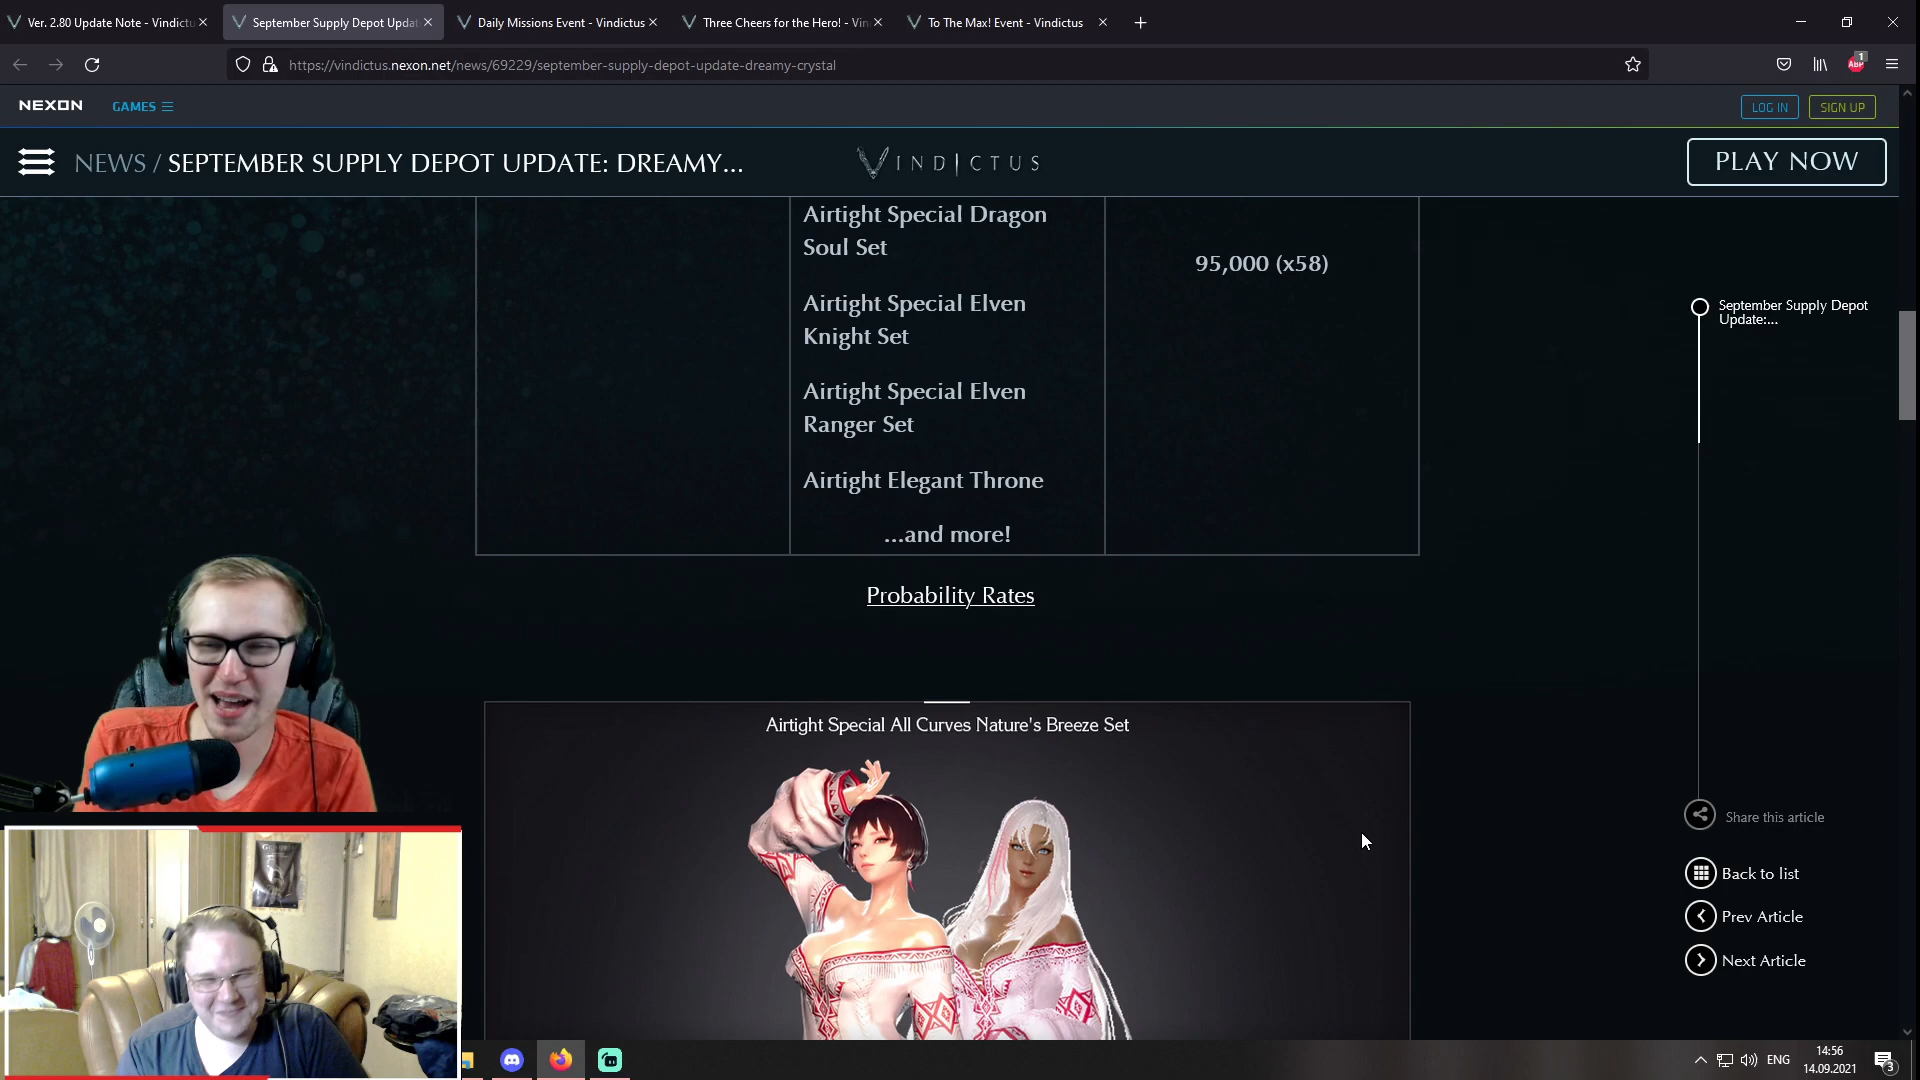 Ver. 2.80 Update Note - Vindictu
September Supply Depot Updat
Daily Missions Event - Vindictus
Three Cheers for the Hero! - Vin
To The Max! Event - Vindictus
https://vindictus.nexon.net/news/69229/september-supply-depot-update-dreamy-crystal
ABP
1
NEXON
GAMES
LOG IN
SIGN UP
NEWS / SEPTEMBER SUPPLY DEPOT UPDATE: DREAMY...
VINDICTUS
PLAY NOW
Airtight Special Dragon
Soul Set
95,000 (x58)
Airtight Special Elven
Knight Set
Airtight Special Elven
Ranger Set
Airtight Elegant Throne
...and more!
Probability Rates
Airtight Special All Curves Nature's Breeze Set
September Supply Depot
Update:...
Share this article
Back to list
Prev Article
Next Article
ENG
14:56
14.09.2021
3